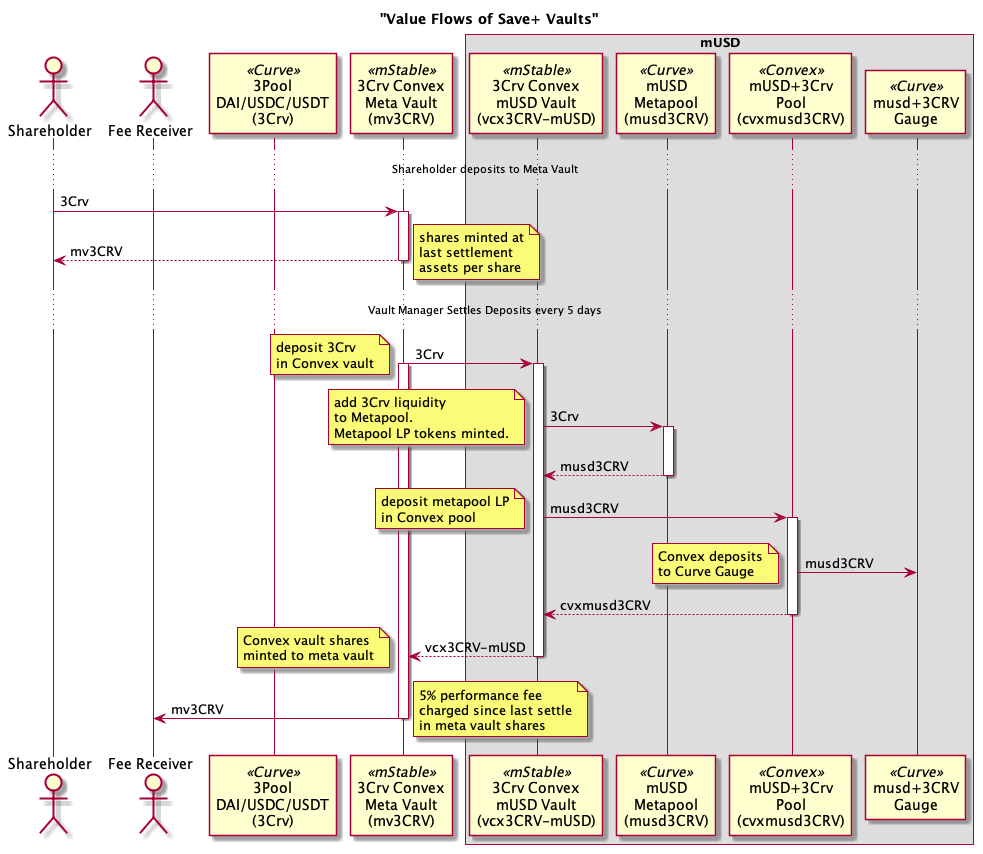 "Value Flows of Save+ Vaults"
mUSD
Shareholder
Fee Receiver
«Curve»
3Pool
DAI/USDC/USDT
(3Crv)
«mStable»
3Crv Convex
Meta Vault
(mv3CRV)
«mStable»
3Crv Convex
mUSD Vault
(vcx3CRV-mUSD)
«Curve»
mUSD
Metapool
(musd3CRV)
«Convex»
mUSD+3Crv
Pool
(cvxmusd3CRV)
«Curve»
musd+3CRV
Gauge
Shareholder deposits to Meta Vault
3Crv
shares minted at
last settlement
assets per share
mv3CRV
Vault Manager Settles Deposits every 5 days
deposit 3Crv
in Convex vault
3Crv
add 3Crv liquidity
to Metapool.
Metapool LP tokens minted.
3Crv
musd3CRV
deposit metapool LP
in Convex pool
musd3CRV
Convex deposits
to Curve Gauge
musd3CRV
cvxmusd3CRV
Convex vault shares
minted to meta vault
vcx3CRV-mUSD
mv3CRV
5% performance fee
charged since last settle
in meta vault shares
Shareholder
Fee Receiver
«Curve»
3Pool
DAI/USDC/USDT
(3Crv)
«mStable»
3Crv Convex
Meta Vault
(mv3CRV)
«mStable»
3Crv Convex
mUSD Vault
(vcx3CRV-mUSD)
«Curve»
mUSD
Metapool
(musd3CRV)
«Convex»
mUSD+3Crv
Pool
(cvxmusd3CRV)
«Curve»
musd+3CRV
Gauge